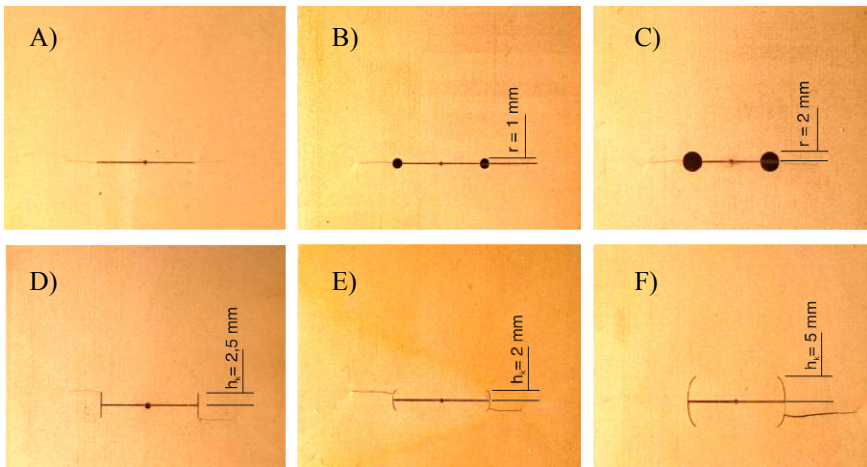 A)
B)
r = 1 mm
C)
r = 2 mm
D)
hₖ= 2,5 mm
E)
hₖ= 2 mm
F)
hₖ= 5 mm